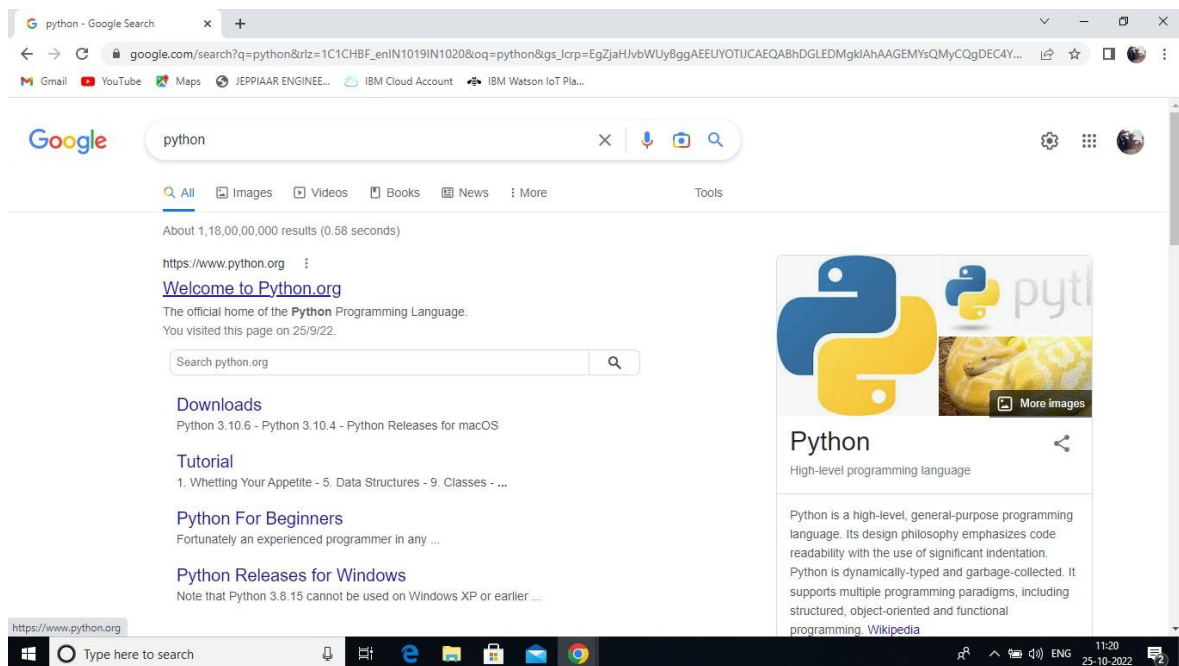 python - Google Search
google.com/search?q=python&rlz=1C1CHBF_enIN1019IN1020&oq=python&gs_lcrp=EgZjaHJvbWUyBggAEEUYOTIJCAEQABhDGLEDMgkIAhAAGEMYsQMyCQgDEC4Y...
Gmail YouTube Maps JEPPIAAR ENGINEE... IBM Cloud Account IBM Watson IoT Pla...
Google python
All Images Videos Books News More Tools
About 1,18,00,00,000 results (0.58 seconds)
https://www.python.org
Welcome to Python.org
The official home of the Python Programming Language.
You visited this page on 25/9/22.
Search python.org
Downloads
Python 3.10.6 - Python 3.10.4 - Python Releases for macOS
Tutorial
1. Whetting Your Appetite - 5. Data Structures - 9. Classes - ...
Python For Beginners
Fortunately an experienced programmer in any ...
Python Releases for Windows
Note that Python 3.8.15 cannot be used on Windows XP or earlier ...
pyth
More images
Python
High-level programming language
Python is a high-level, general-purpose programming
language. Its design philosophy emphasizes code
readability with the use of significant indentation.
Python is dynamically-typed and garbage-collected. It
supports multiple programming paradigms, including
structured, object-oriented and functional
programming. Wikipedia
https://www.python.org
Type here to search
ENG
11:20
25-10-2022
2